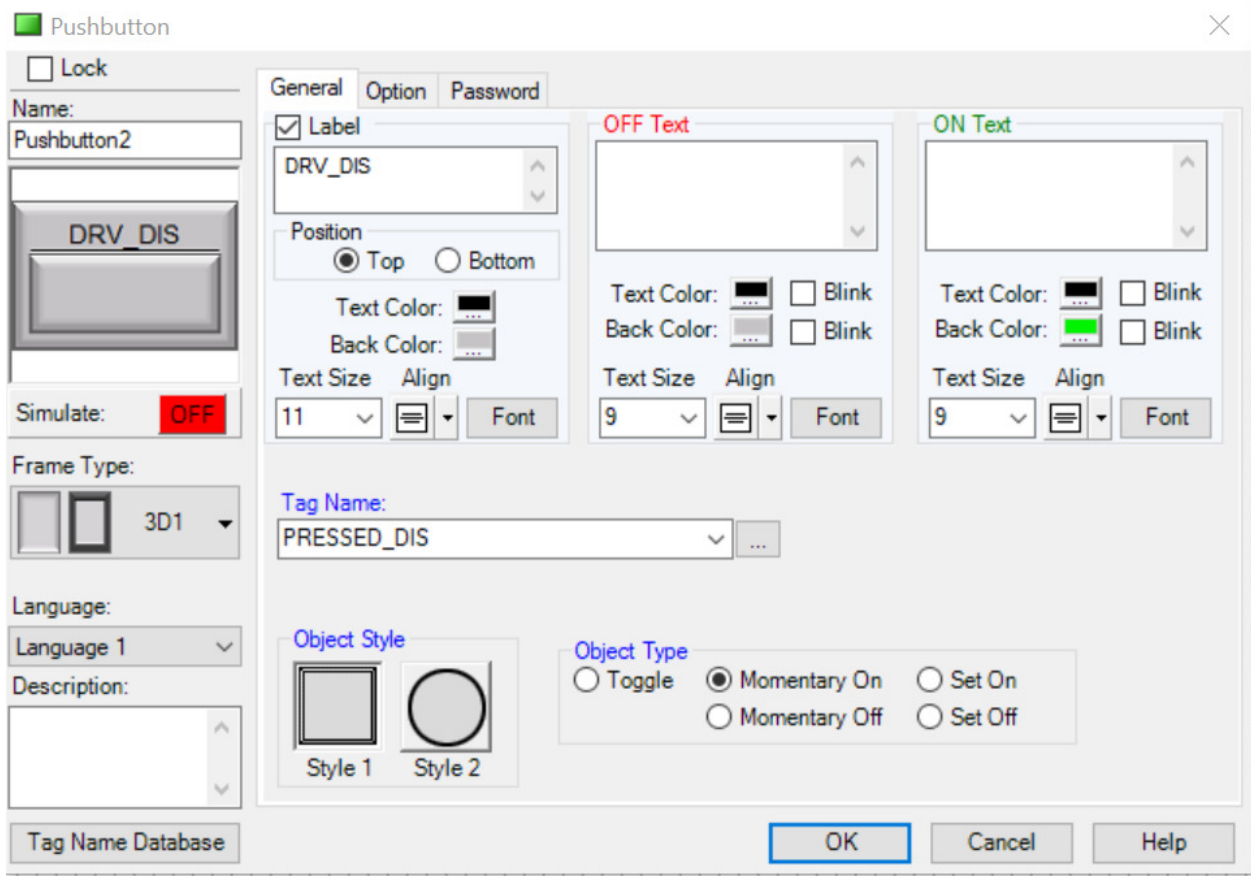 Pushbutton
Lock
Name:
Pushbutton2
DRV_DIS
Simulate: OFF
Frame Type:
3D1
Language:
Language 1
Description:
Tag Name Database
General Option Password
Label
DRV_DIS
Position
Top Bottom
Text Color: ...
Back Color: ...
Text Size Align
11 Font
OFF Text
Text Color: ... Blink
Back Color: ... Blink
Text Size Align
9 Font
ON Text
Text Color: ... Blink
Back Color: ... Blink
Text Size Align
9 Font
Tag Name:
PRESSED_DIS ...
Object Style
Style 1 Style 2
Object Type
Toggle Momentary On Set On
Momentary Off Set Off
OK Cancel Help